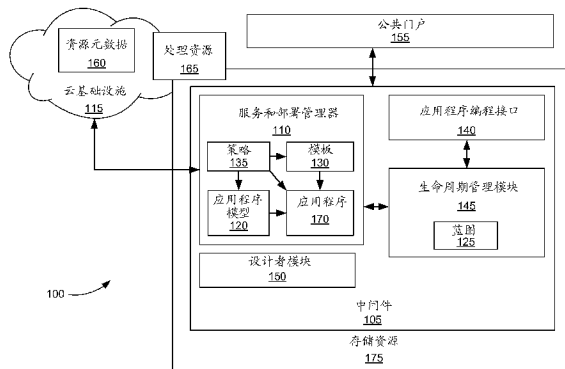 公共门户
155
资源元数据
160
处理资源
165
云基础设施
115
服务和部署管理器
110
应用程序编程接口
140
策略
135
模板
130
应用程序
模型
120
应用程序
170
生命周期管理模块
145
蓝图
125
设计者模块
150
100
中间件
105
存储资源
175